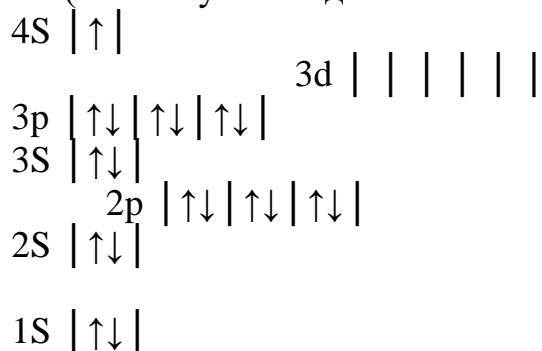 4S |↑|
3d | | | | | |
3p |↑↓|↑↓|↑↓|
3S |↑↓|
2p |↑↓|↑↓|↑↓|
2S |↑↓|
1S |↑↓|